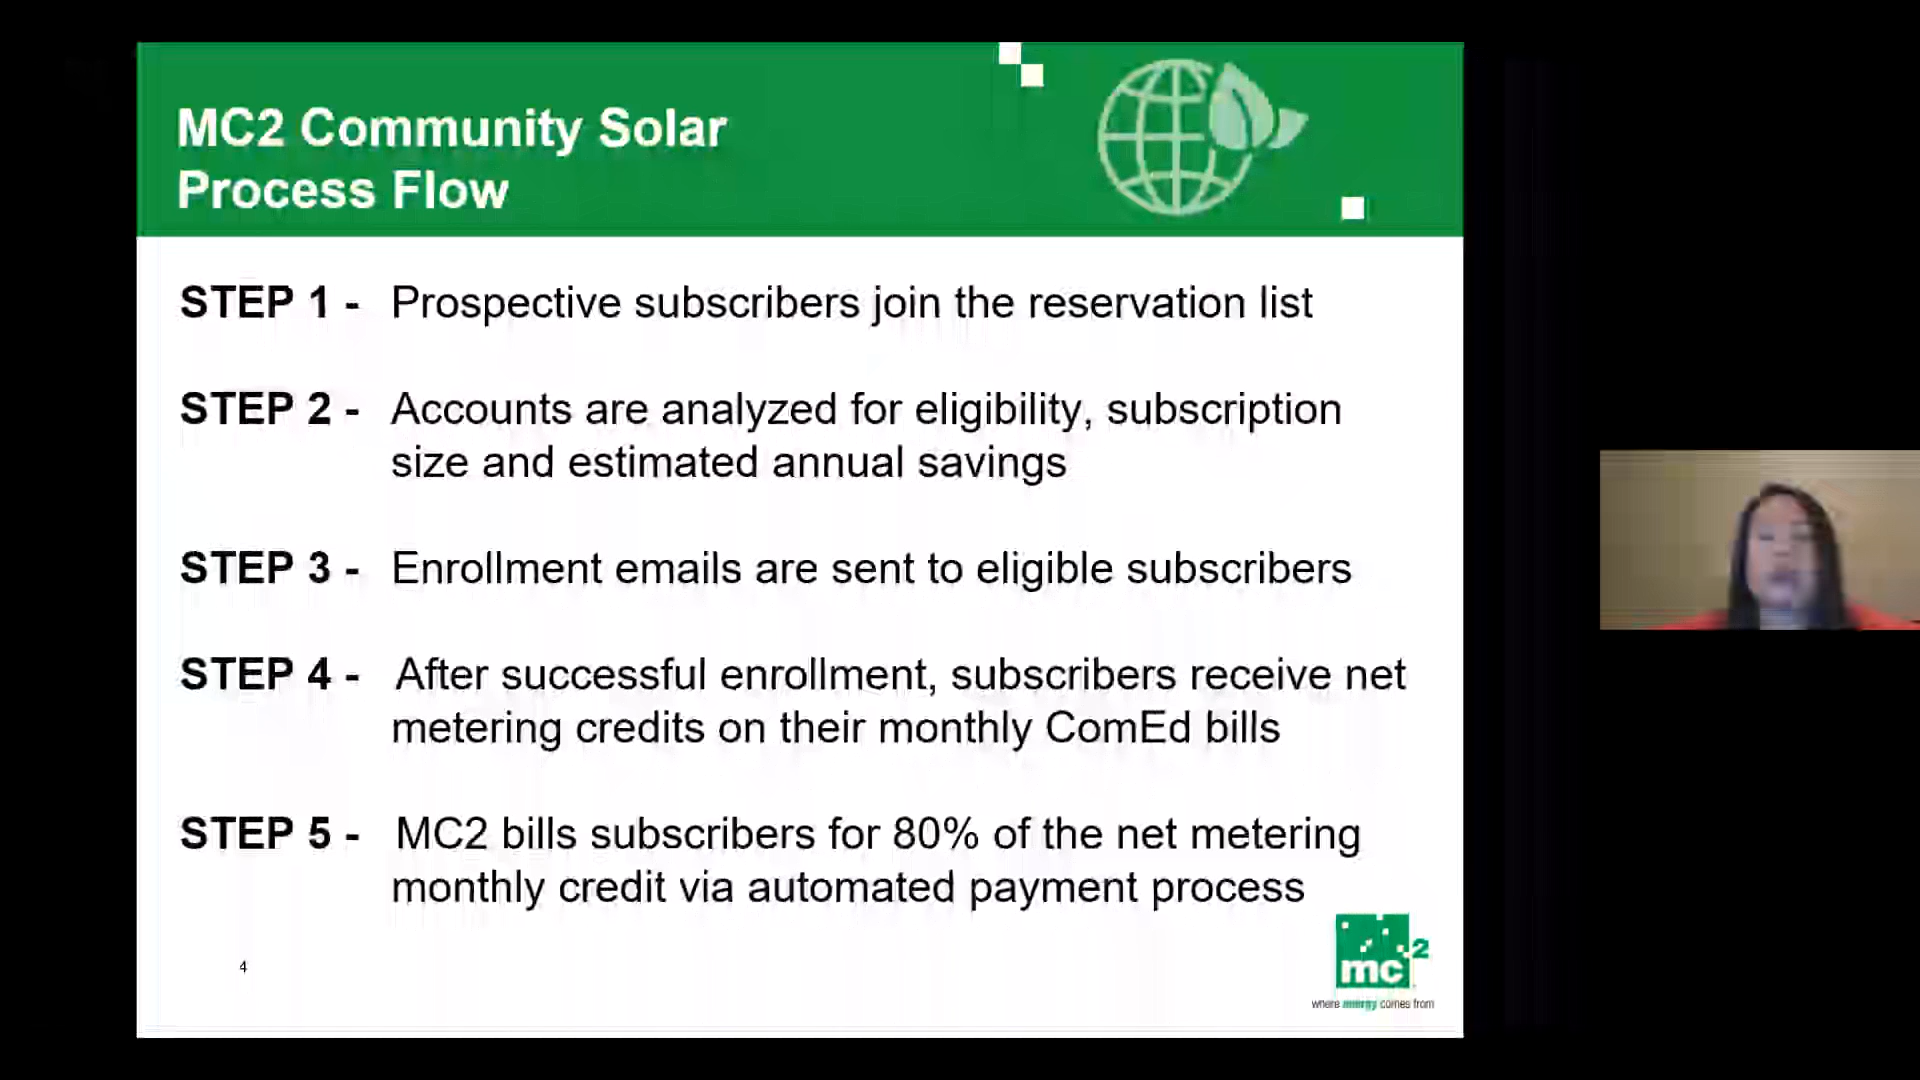 MC2 Community Solar
Process Flow
STEP 1 - Prospective subscribers join the reservation list
STEP 2 - Accounts are analyzed for eligibility, subscription
size and estimated annual savings
STEP 3 - Enrollment emails are sent to eligible subscribers
STEP 4 - After successful enrollment, subscribers receive net
metering credits on their monthly ComEd bills
STEP 5 - MC2 bills subscribers for 80% of the net metering
monthly credit via automated payment process
4
mc2
where energy comes from